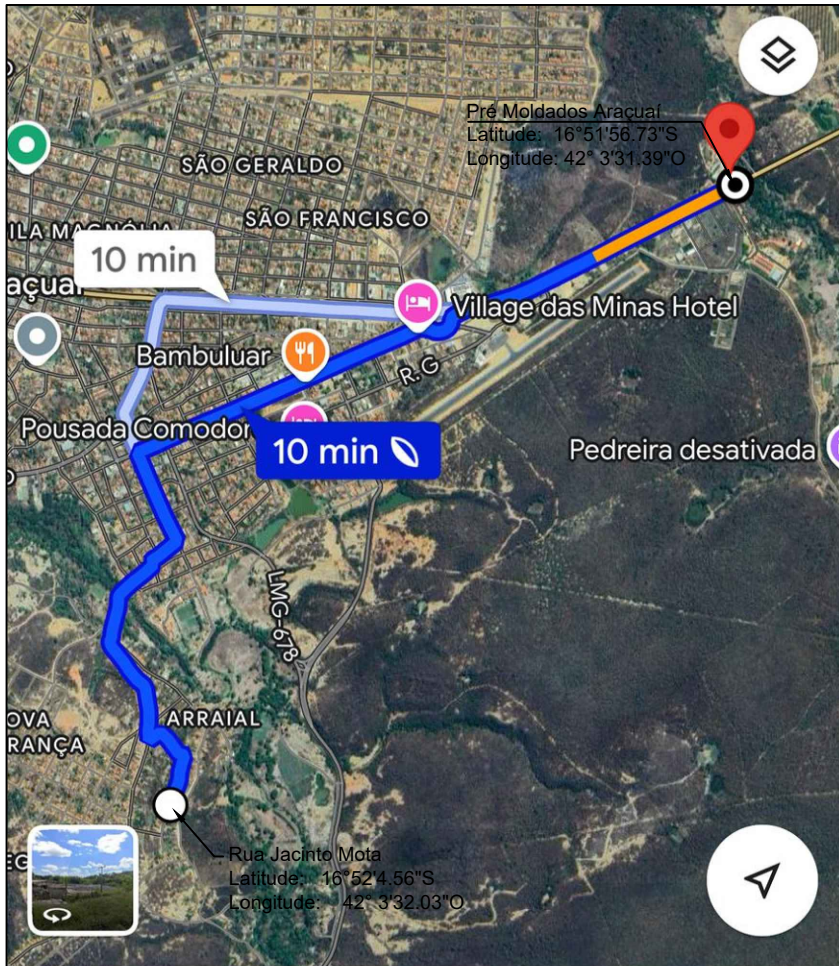 Pré Moldados Araçuaí
Latitude: 16°51'56.73"S
Longitude: 42° 3'31.39"O
SÃO GERALDO
SÃO FRANCISCO
ILA MAGNÓLIA
10 min
açuaí
Village das Minas Hotel
Bambuluar
R. G
Pousada Comodor
10 min
Pedreira desativada
LMG-678
OVA
RANÇA
ARRAIAL
Rua Jacinto Mota
Latitude: 16°52'4.56"S
Longitude: 42° 3'32.03"O
EG